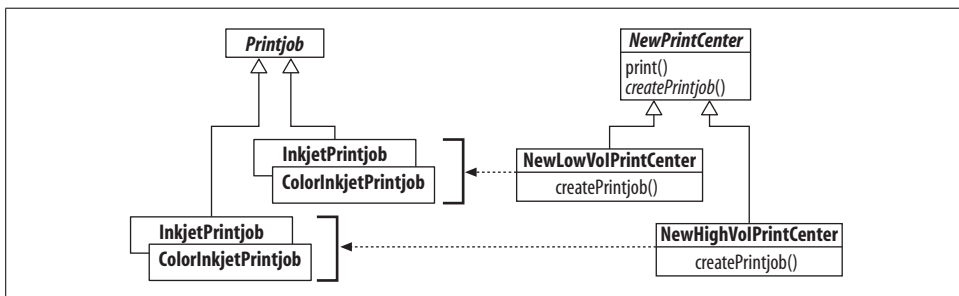 Printjob
NewPrintCenter
print()
createPrintjob()
InkjetPrintjob
ColorInkjetPrintjob
NewLowVolPrintCenter
createPrintjob()
InkjetPrintjob
ColorInkjetPrintjob
NewHighVolPrintCenter
createPrintjob()